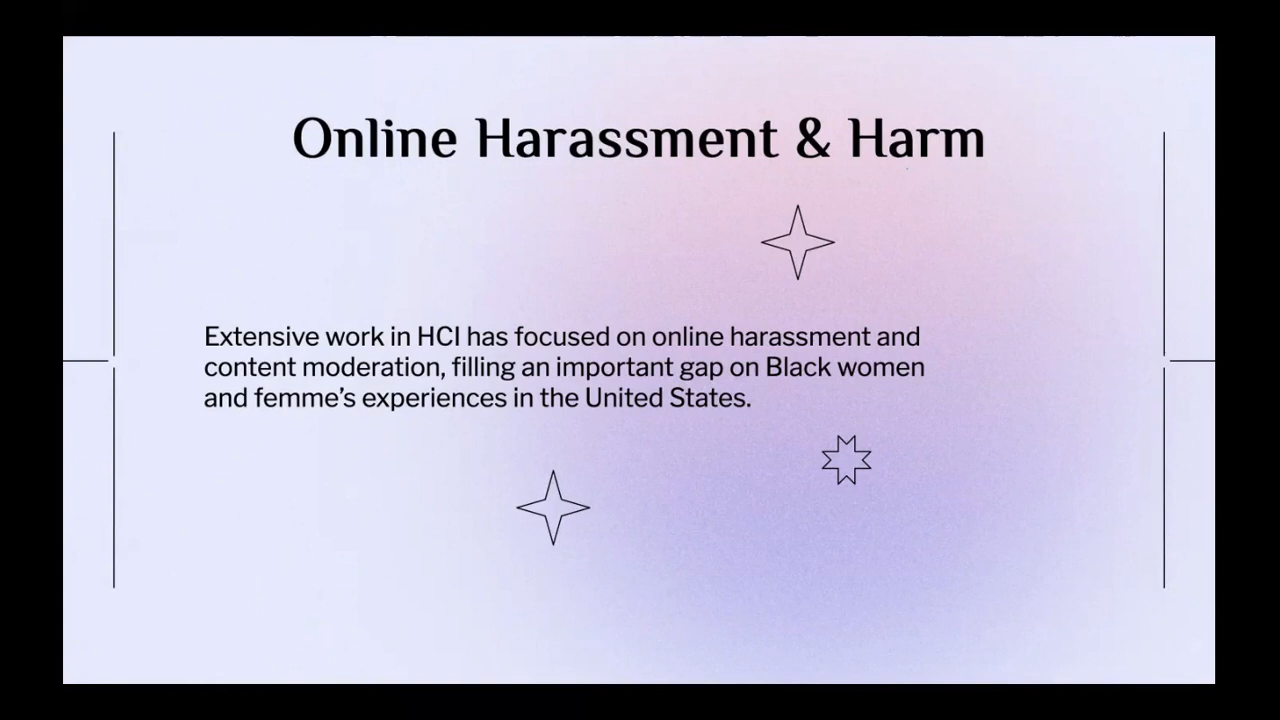 Online Harassment & Harm
Extensive work in HCI has focused on online harassment and
content moderation, filling an important gap on Black women
and femme's experiences in the United States.